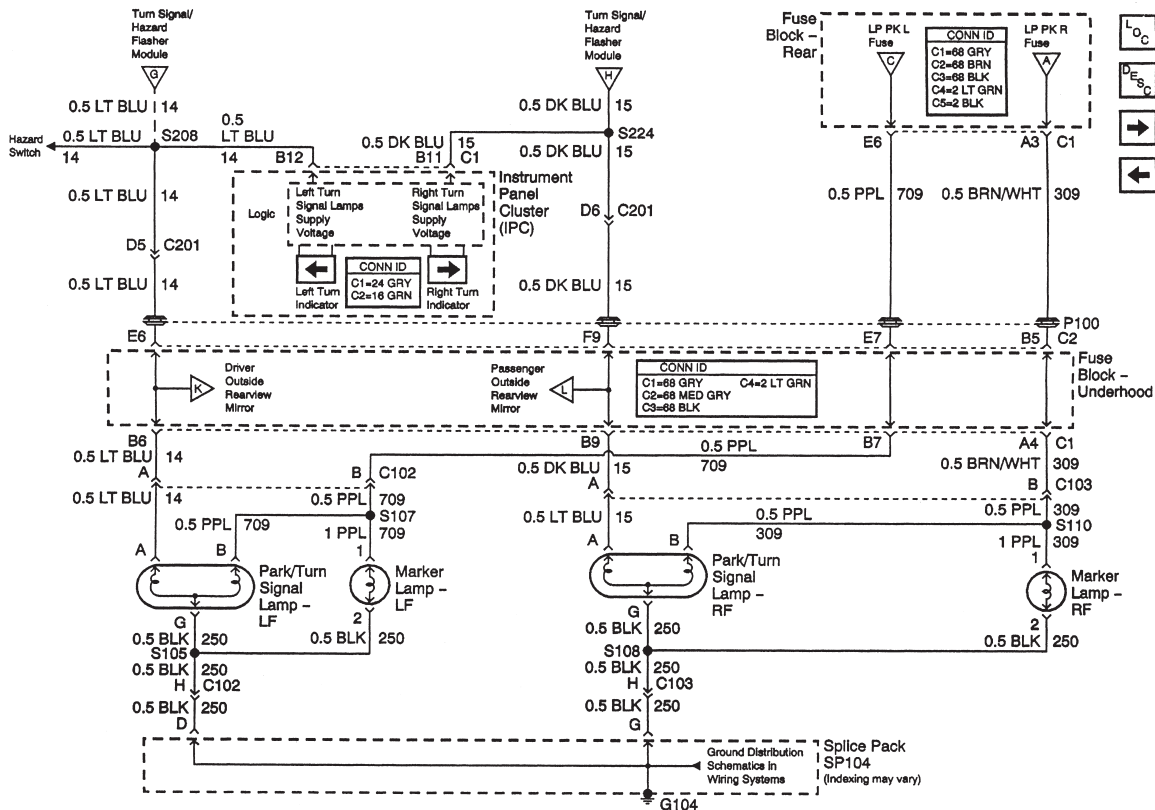 Turn Signal/
Hazard
Flasher
Module
G
0.5 LT BLU 14
Hazard
Switch
0.5 LT BLU
14
S208
0.5
LT BLU
14
B12
0.5 LT BLU 14
D5 C201
0.5 LT BLU 14
E6
Turn Signal/
Hazard
Flasher
Module
H
0.5 DK BLU 15
S224
0.5 DK BLU 15
B11 C1
0.5 DK BLU 15
D6 C201
0.5 DK BLU 15
F9
Instrument
Panel
Cluster
(IPC)
Logic
Left Turn
Signal Lamps
Supply
Voltage
Right Turn
Signal Lamps
Supply
Voltage
Left Turn
Indicator
CONN ID
C1=24 GRY
C2=16 GRN
Right Turn
Indicator
Fuse
Block –
Rear
LP PK L
Fuse
C
CONN ID
C1=68 GRY
C2=68 BRN
C3=68 BLK
C4=2 LT GRN
C5=2 BLK
LP PK R
Fuse
A
E6
A3 C1
0.5 PPL 709
0.5 BRN/WHT 309
P100
E7
B5 C2
LOC
DESC
K
Driver
Outside
Rearview
Mirror
Passenger
Outside
Rearview
Mirror
L
CONN ID
C1=68 GRY C4=2 LT GRN
C2=68 MED GRY
C3=68 BLK
Fuse
Block –
Underhood
B6
B9
B7
A4 C1
0.5 LT BLU 14
A
B C102
0.5 PPL
709
0.5 DK BLU 15
A
0.5 BRN/WHT 309
B C103
0.5 LT BLU 14
0.5 PPL 709
S107
0.5 PPL 709
1 PPL 709
0.5 LT BLU 15
0.5 PPL
309
0.5 PPL 309
S110
1 PPL 309
A B 1
Park/Turn
Signal
Lamp –
LF
Marker
Lamp –
LF
A B 1
Park/Turn
Signal
Lamp –
RF
Marker
Lamp –
RF
G
0.5 BLK 250
2
0.5 BLK 250
S105
0.5 BLK 250
H C102
0.5 BLK 250
D
G
0.5 BLK 250
2
0.5 BLK 250
S108
0.5 BLK 250
H C103
0.5 BLK 250
G
Ground Distribution
Schematics in
Wiring Systems
Splice Pack
SP104
(Indexing may vary)
G104